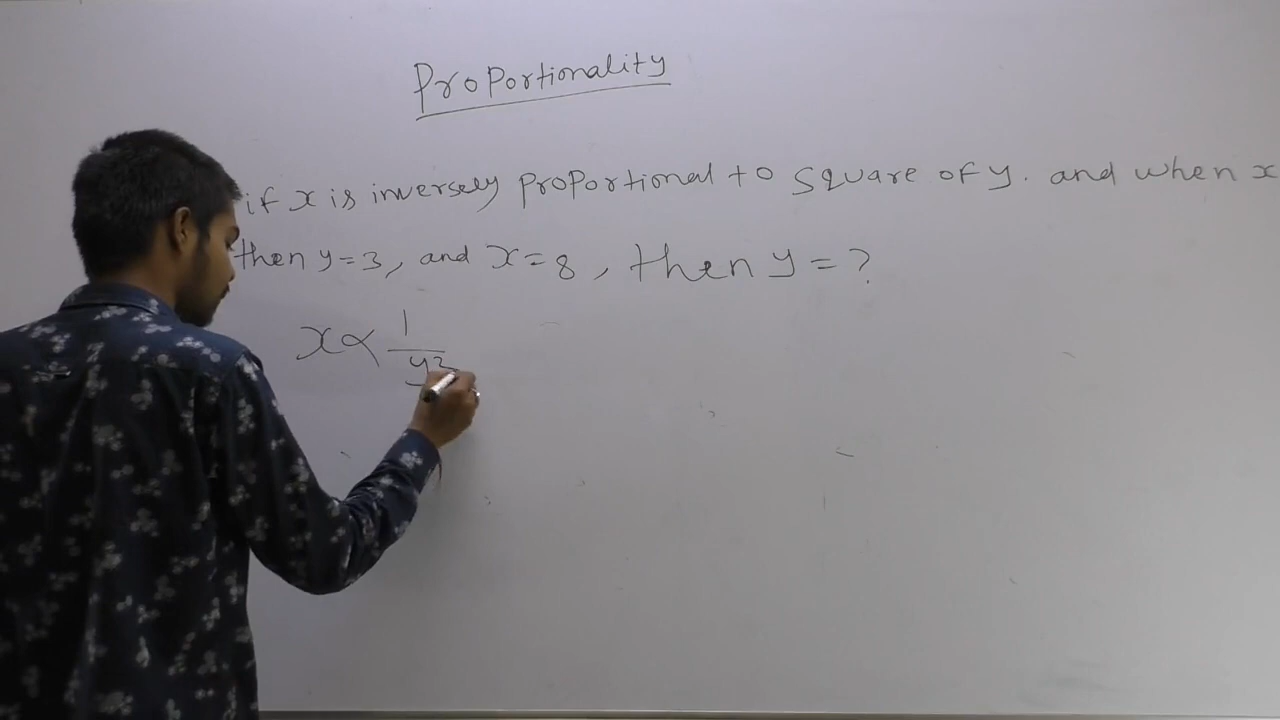 Proportionality
if x is inversely proportional to square of y. and when x
then y=3, and x=8, then y=?
x∝1/y²